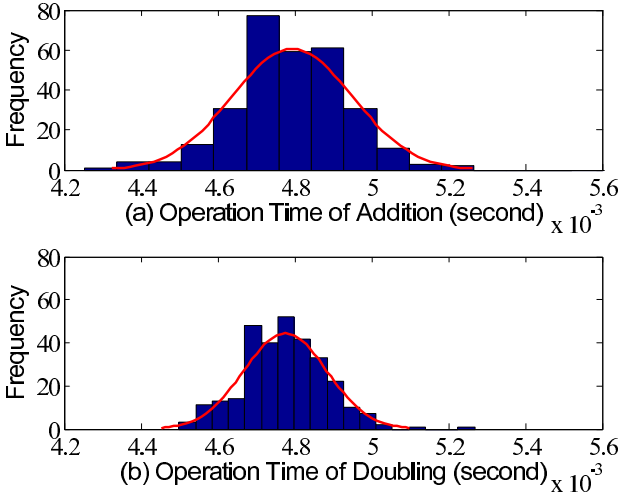 80
60
40
20
0
Frequency
4.2 4.4 4.6 4.8 5 5.2 5.4 5.6
(a) Operation Time of Addition (second) x 10^-3
80
60
40
20
0
Frequency
4.2 4.4 4.6 4.8 5 5.2 5.4 5.6
(b) Operation Time of Doubling (second) x 10^-3